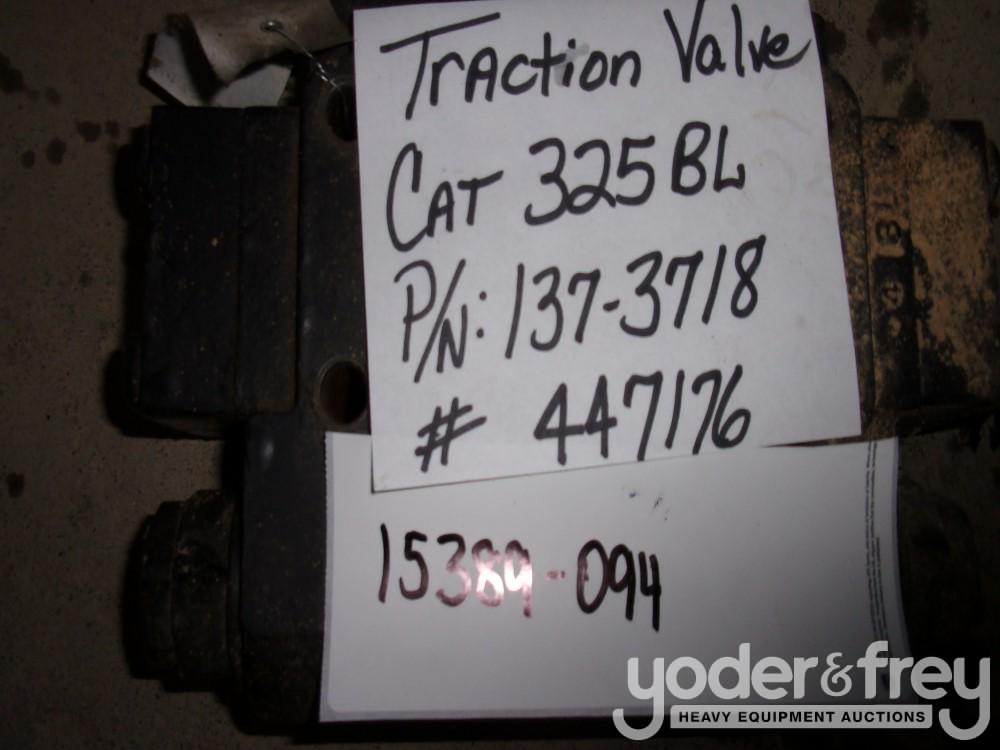 Traction Valve
CAT 325BL
P/N: 137-3718
# 447176
15389-094
yoder&frey
HEAVY EQUIPMENT AUCTIONS